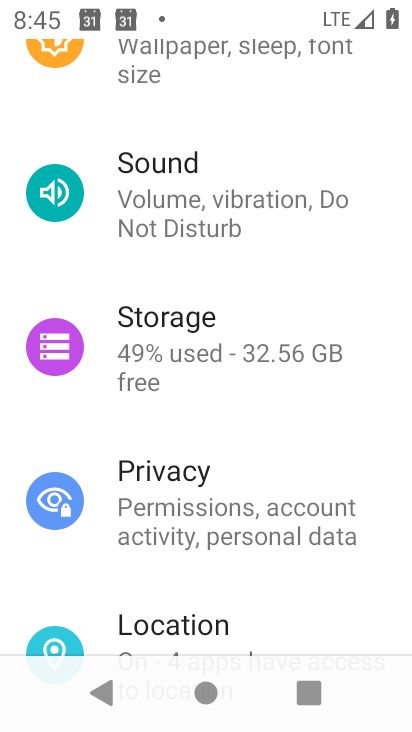 8:45 31 31 LTE
Wallpaper, sleep, font
size
Sound
Volume, vibration, Do
Not Disturb
Storage
49% used - 32.56 GB
free
Privacy
Permissions, account
activity, personal data
Location
On - 4 apps have access
to location